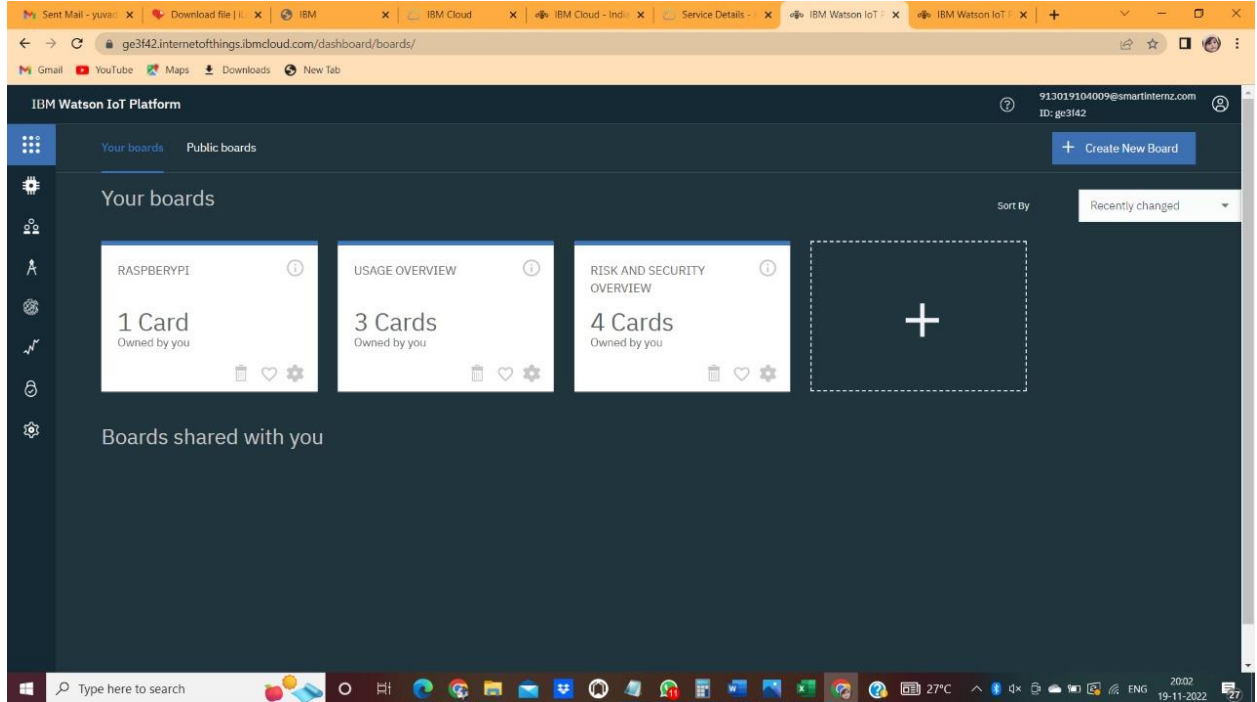 Sent Mail - yuvad
Download file | iL
IBM
IBM Cloud
IBM Cloud - India
Service Details -
IBM Watson IoT P
IBM Watson IoT P
ge3f42.internetofthings.ibmcloud.com/dashboard/boards/
Gmail YouTube Maps Downloads New Tab
IBM Watson IoT Platform
913019104009@smartinternz.com
ID: ge3f42
Your boards Public boards
+ Create New Board
Your boards
Sort By Recently changed
RASPBERYPI
1 Card
Owned by you
USAGE OVERVIEW
3 Cards
Owned by you
RISK AND SECURITY
OVERVIEW
4 Cards
Owned by you
Boards shared with you
Type here to search
11
27°C
ENG
20:02
19-11-2022
27